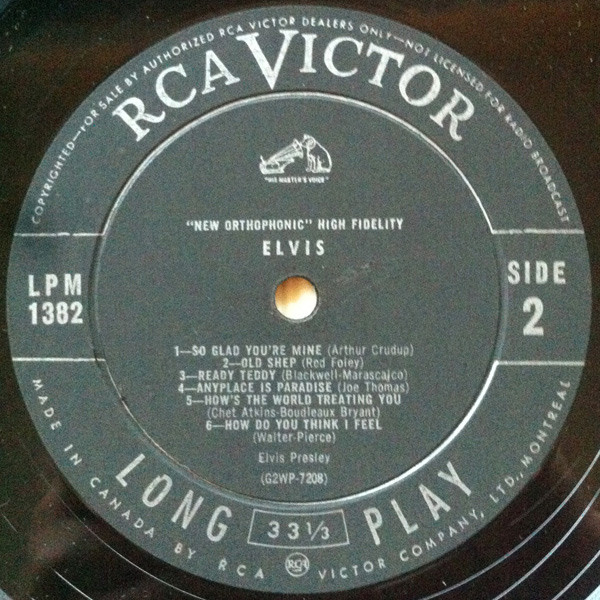 COPYRIGHTED—FOR SALE BY AUTHORIZED RCA VICTOR DEALERS ONLY—NOT LICENSED FOR RADIO BROADCAST
RCA VICTOR
"HIS MASTER'S VOICE"
"NEW ORTHOPHONIC" HIGH FIDELITY
ELVIS
LPM
1382
SIDE
2
1—SO GLAD YOU'RE MINE (Arthur Crudup)
2—OLD SHEP (Red Foley)
3—READY TEDDY (Blackwell-Marascalco)
4—ANYPLACE IS PARADISE (Joe Thomas)
5—HOW'S THE WORLD TREATING YOU
(Chet Atkins-Boudleaux Bryant)
6—HOW DO YOU THINK I FEEL
(Walter-Pierce)
Elvis Presley
(G2WP-7208)
LONG 33 1/3 PLAY
RCA
MADE IN CANADA BY RCA VICTOR COMPANY, LTD., MONTREAL